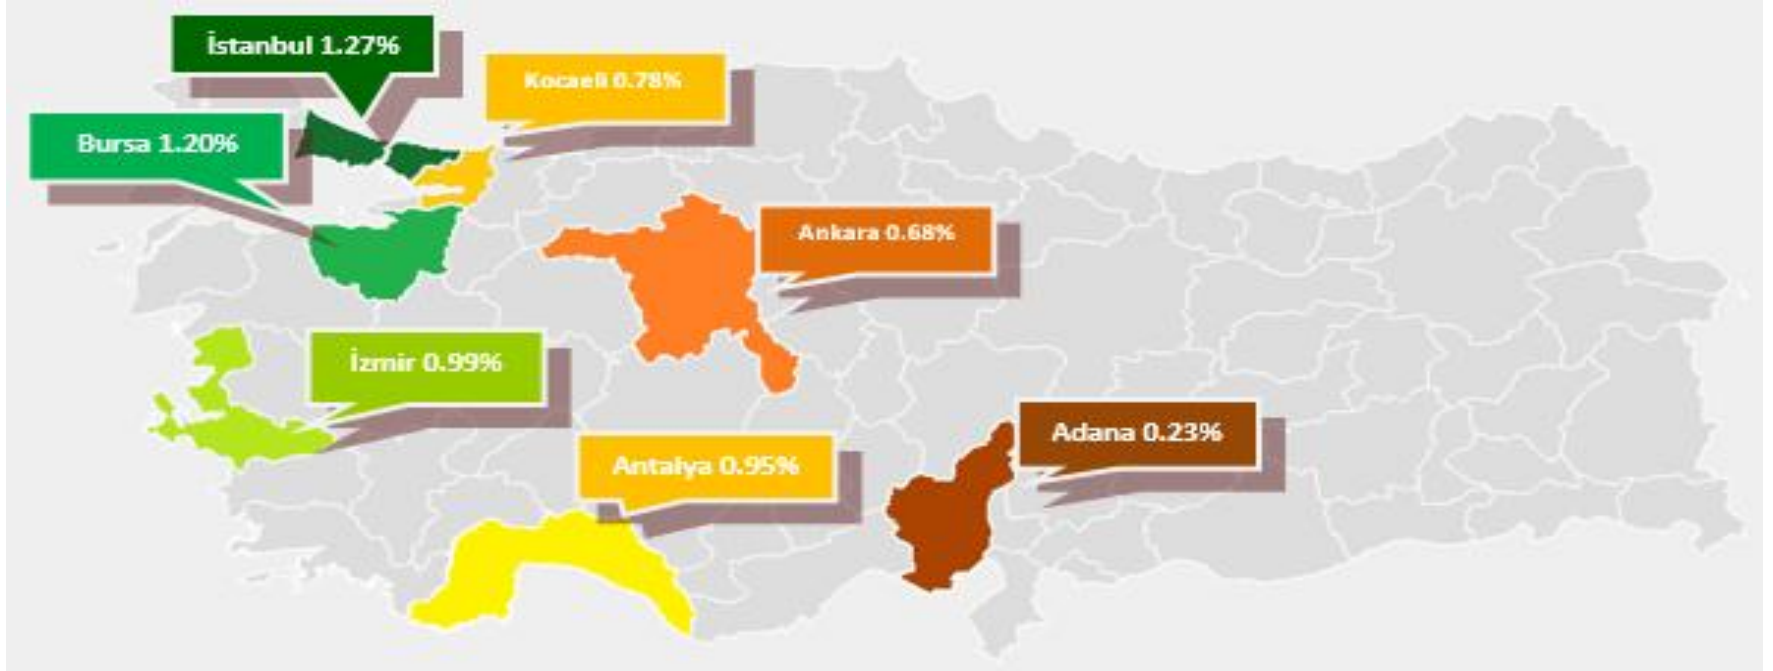 İstanbul 1.27%
Kocaeli 0.78%
Bursa 1.20%
Ankara 0.68%
İzmir 0.99%
Adana 0.23%
Antalya 0.95%